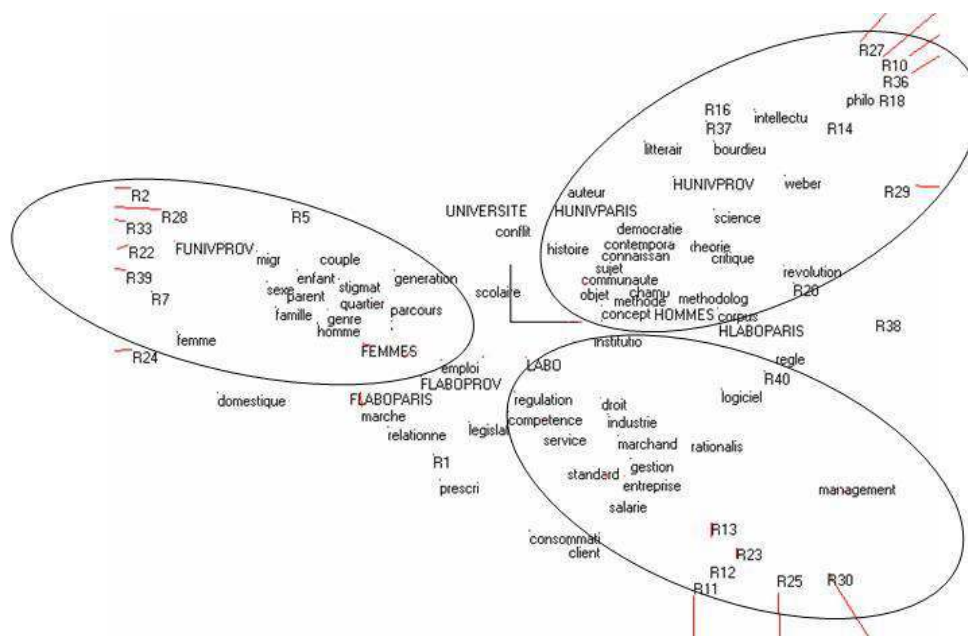 R27
R10
R36
philo R18
R16
intellectu
R37
R14
litterair
bourdieu
HUNIVPROV
weber
auteur
R29
R2
R28
R5
UNIVERSITE
HUNIVPARIS
science
R33
democratie
conflit
FUNIVPROV
histoire
contempora
theorie
R22
migr
couple
connaissan
critique
sujet
revolution
R39
enfant
generation
communaute
sexe
stigmat
scolaire
objet
champ
R20
R7
parent
quartier
methode
methodolog
famille
genre
parcours
concept
HOMMES
corpus
homme
HLABOPARIS
R38
femme
institutio
FEMMES
R24
emploi
LABO
regle
FLABOPROV
R40
domestique
FLABOPARIS
regulation
droit
logiciel
marche
competence
industrie
relationne
legislat
service
marchand
rationalis
R1
standard
gestion
prescri
entreprise
management
salarie
consommati
R13
client
R23
R12
R11
R25
R30